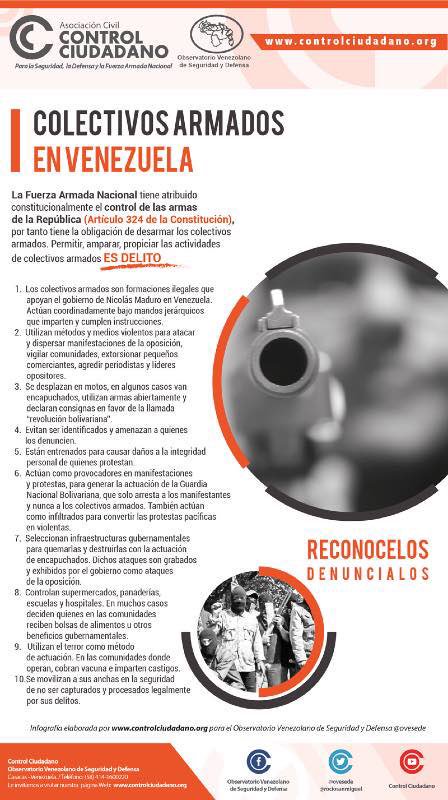 Asociación Civil
CONTROL
CIUDADANO
Para la Seguridad, la Defensa y la Fuerza Armada Nacional
Observatorio Venezolano
de Seguridad y Defensa
www.controlciudadano.org
COLECTIVOS ARMADOS
EN VENEZUELA
La Fuerza Armada Nacional tiene atribuido
constitucionalmente el control de las armas
de la República (Artículo 324 de la Constitución),
por tanto tiene la obligación de desarmar los colectivos
armados. Permitir, amparar, propiciar las actividades
de colectivos armados ES DELITO
1. Los colectivos armados son formaciones ilegales que
apoyan el gobierno de Nicolás Maduro en Venezuela.
Actúan coordinadamente bajo mandos jerárquicos
que imparten y cumplen instrucciones.
2. Utilizan métodos y medios violentos para atacar
y dispersar manifestaciones de la oposición,
vigilar comunidades, extorsionar pequeños
comerciantes, agredir periodistas y líderes
opositores.
3. Se desplazan en motos, en algunos casos van
encapuchados, utilizan armas abiertamente y
declaran consignas en favor de la llamada
"revolución bolivariana".
4. Evitan ser identificados y amenazan a quienes
los denuncien.
5. Están entrenados para causar daños a la integridad
personal de quienes protestan.
6. Actúan como provocadores en manifestaciones
y protestas, para generar la actuación de la Guardia
Nacional Bolivariana, que solo arresta a los manifestantes
y nunca a los colectivos armados. También actúan
como infiltrados para convertir las protestas pacíficas
en violentas.
7. Seleccionan infraestructuras gubernamentales
para quemarlas y destruirlas con la actuación
de encapuchados. Dichos ataques son grabados
y exhibidos por el gobierno como ataques
de la oposición.
8. Controlan supermercados, panaderías,
escuelas y hospitales. En muchos casos
deciden quienes en las comunidades
reciben bolsas de alimentos u otros
beneficios gubernamentales.
9. Utilizan el terror como método
de actuación. En las comunidades donde
operan, cobran vacuna e imparten castigos.
10.Se movilizan a sus anchas en la seguridad
de no ser capturados y procesados legalmente
por sus delitos.
RECONOCELOS
DENUNCIALOS
Infografía elaborada por www.controlciudadano.org para el Observatorio Venezolano de Seguridad y Defensa @ovesede
Control Ciudadano
Observatorio Venezolano de Seguridad y Defensa
Caracas - Venezuela. / Teléfono: (58)
Le invitamos a visitar nuestra página Web: www.controlciudadano.org
Observatorio Venezolano
de Seguridad y Defensa
@ovesede
@rociosanmiguel
Control Ciudadano